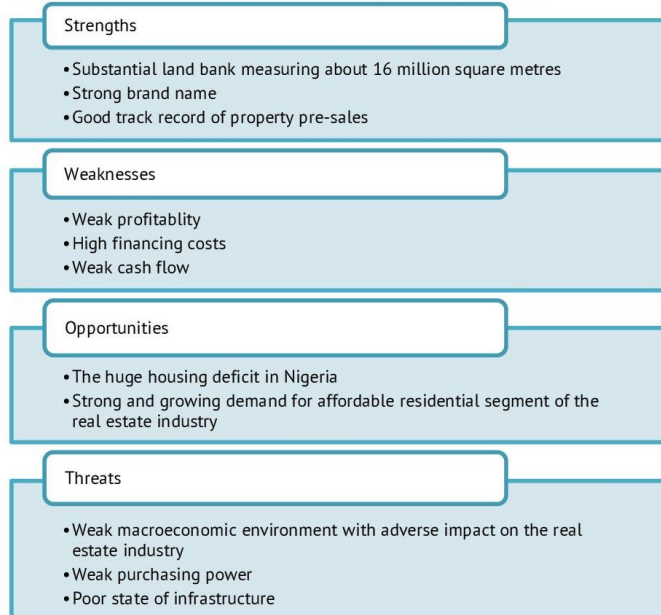 Strengths
•Substantial land bank measuring about 16 million square metres
•Strong brand name
•Good track record of property pre-sales
Weaknesses
•Weak profitablity
•High financing costs
•Weak cash flow
Opportunities
•The huge housing deficit in Nigeria
•Strong and growing demand for affordable residential segment of the
real estate industry
Threats
•Weak macroeconomic environment with adverse impact on the real
estate industry
•Weak purchasing power
•Poor state of infrastructure